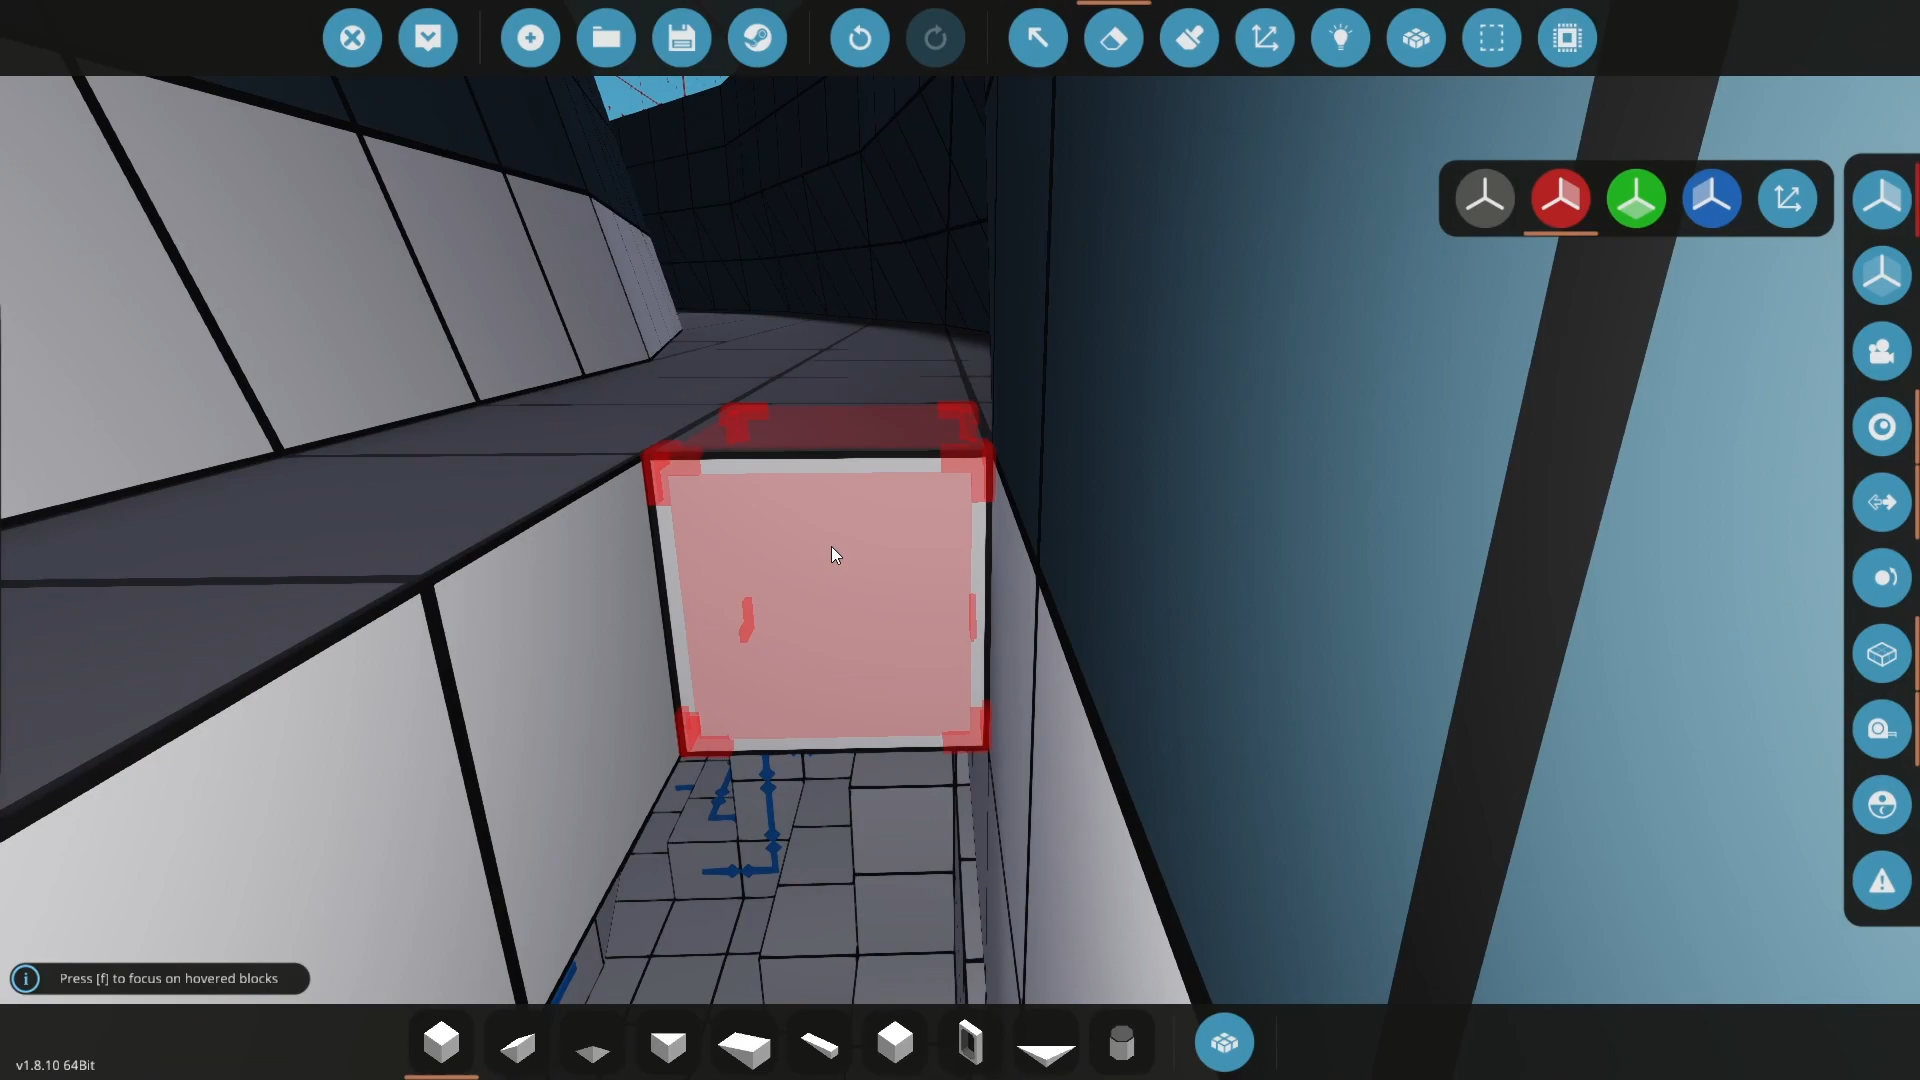 Press [f] to focus on hovered blocks
v1.8.10 64Bit